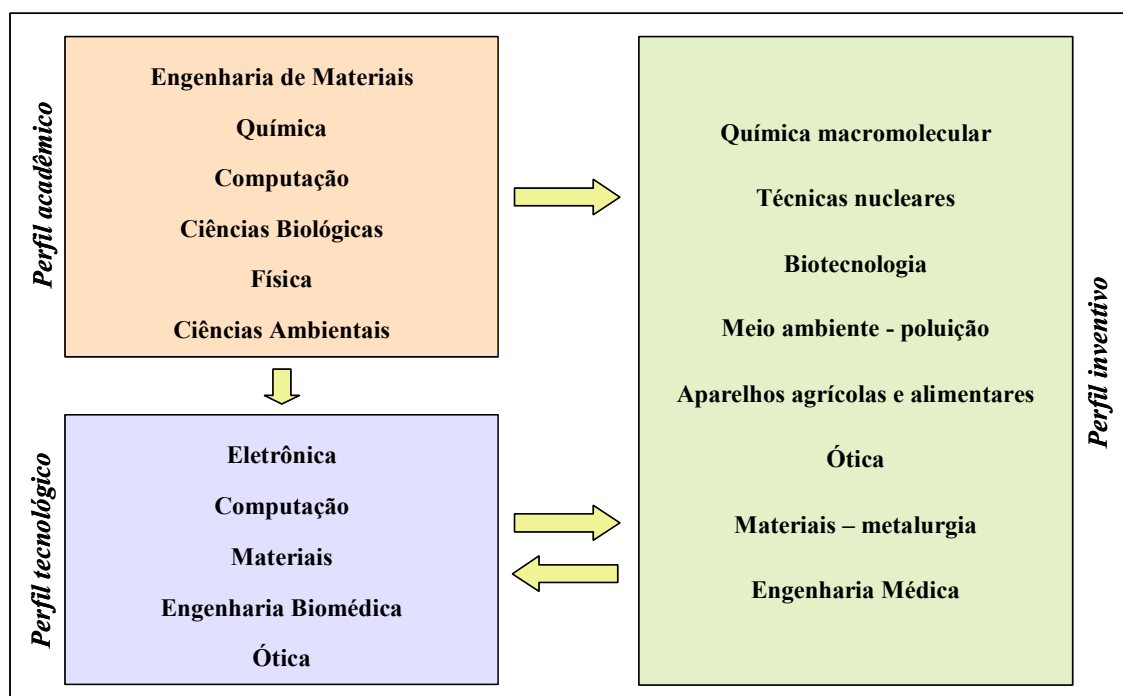 Perfil acadêmico
Engenharia de Materiais
Química
Computação
Ciências Biológicas
Física
Ciências Ambientais
Perfil tecnológico
Eletrônica
Computação
Materiais
Engenharia Biomédica
Ótica
Química macromolecular
Técnicas nucleares
Biotecnologia
Meio ambiente - poluição
Aparelhos agrícolas e alimentares
Ótica
Materiais – metalurgia
Engenharia Médica
Perfil inventivo